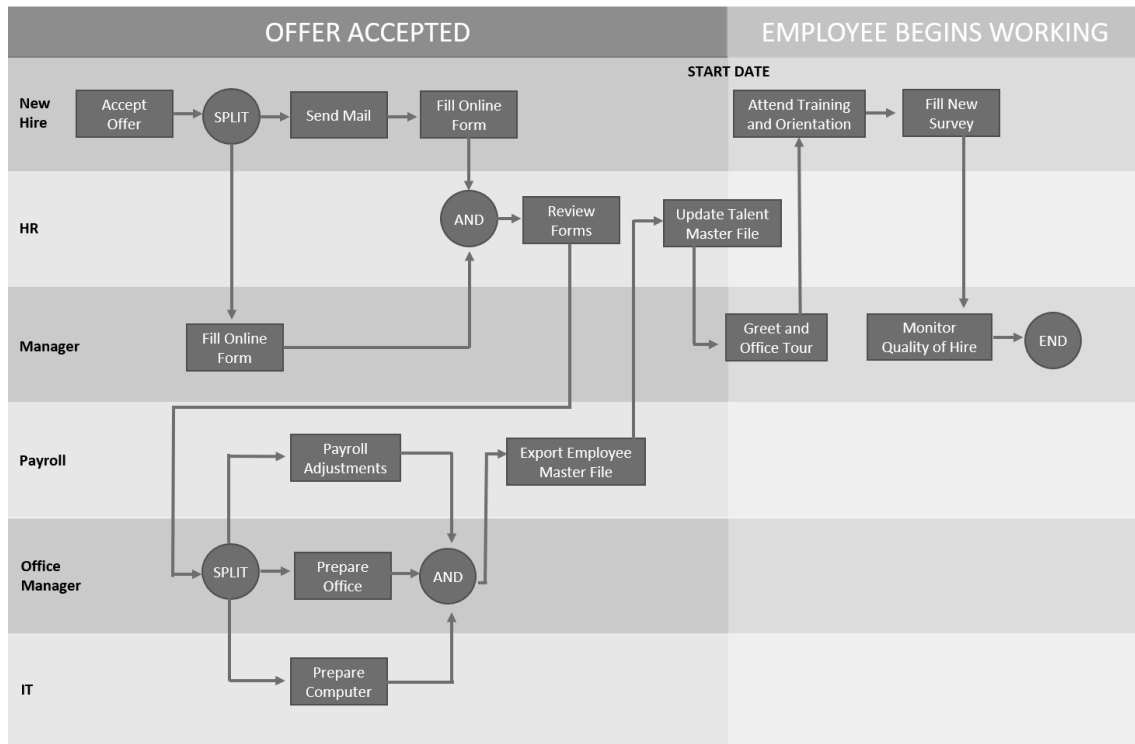 OFFER ACCEPTED
EMPLOYEE BEGINS WORKING
START DATE
New
Hire
Accept
Offer
SPLIT
Send Mail
Fill Online
Form
Attend Training
and Orientation
Fill New
Survey
HR
AND
Review
Forms
Update Talent
Master File
Manager
Fill Online
Form
Greet and
Office Tour
Monitor
Quality of Hire
END
Payroll
Payroll
Adjustments
Export Employee
Master File
Office
Manager
SPLIT
Prepare
Office
AND
IT
Prepare
Computer